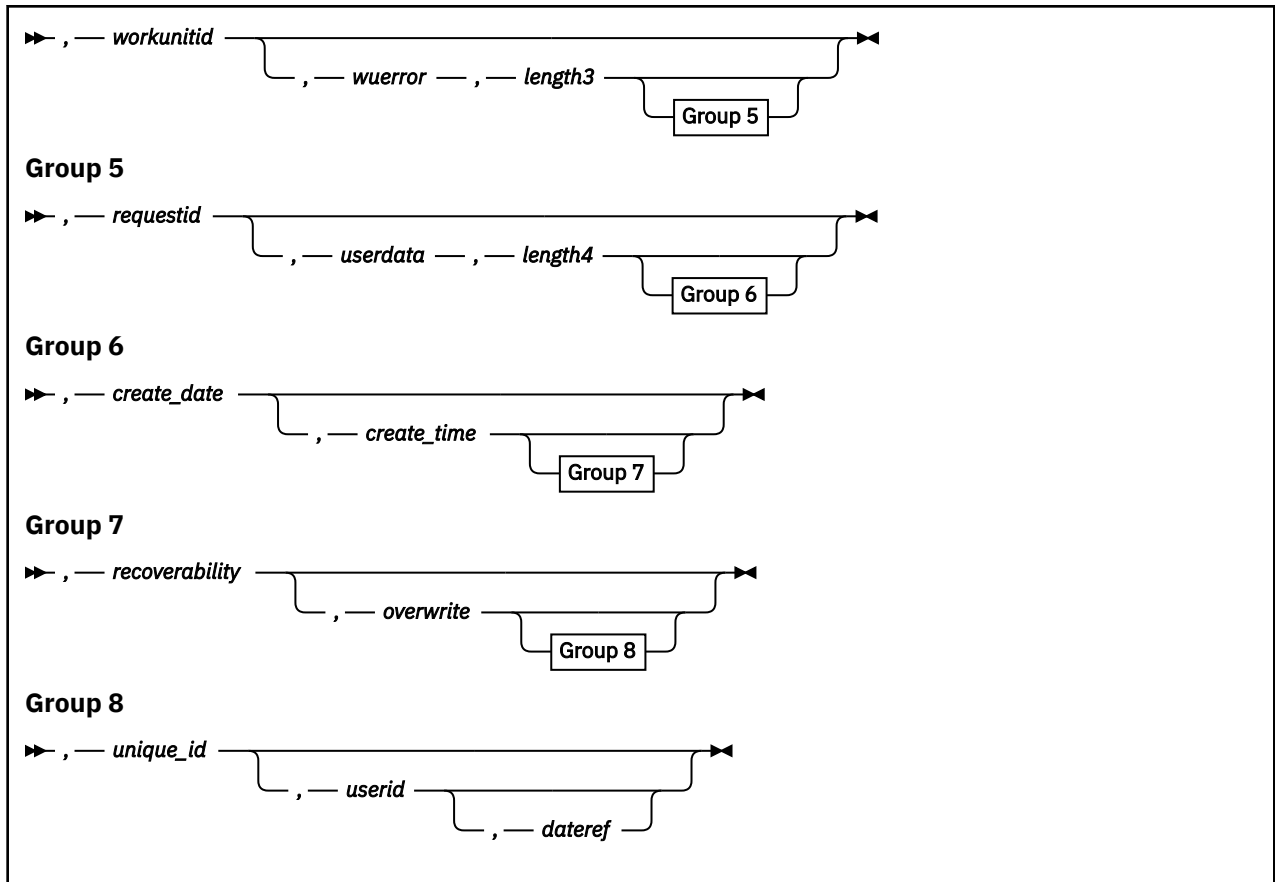 , workunitid
, wuerror , length3
Group 5
Group 5
, requestid
, userdata , length4
Group 6
Group 6
, create_date
, create_time
Group 7
Group 7
, recoverability
, overwrite
Group 8
Group 8
, unique_id
, userid
, dateref